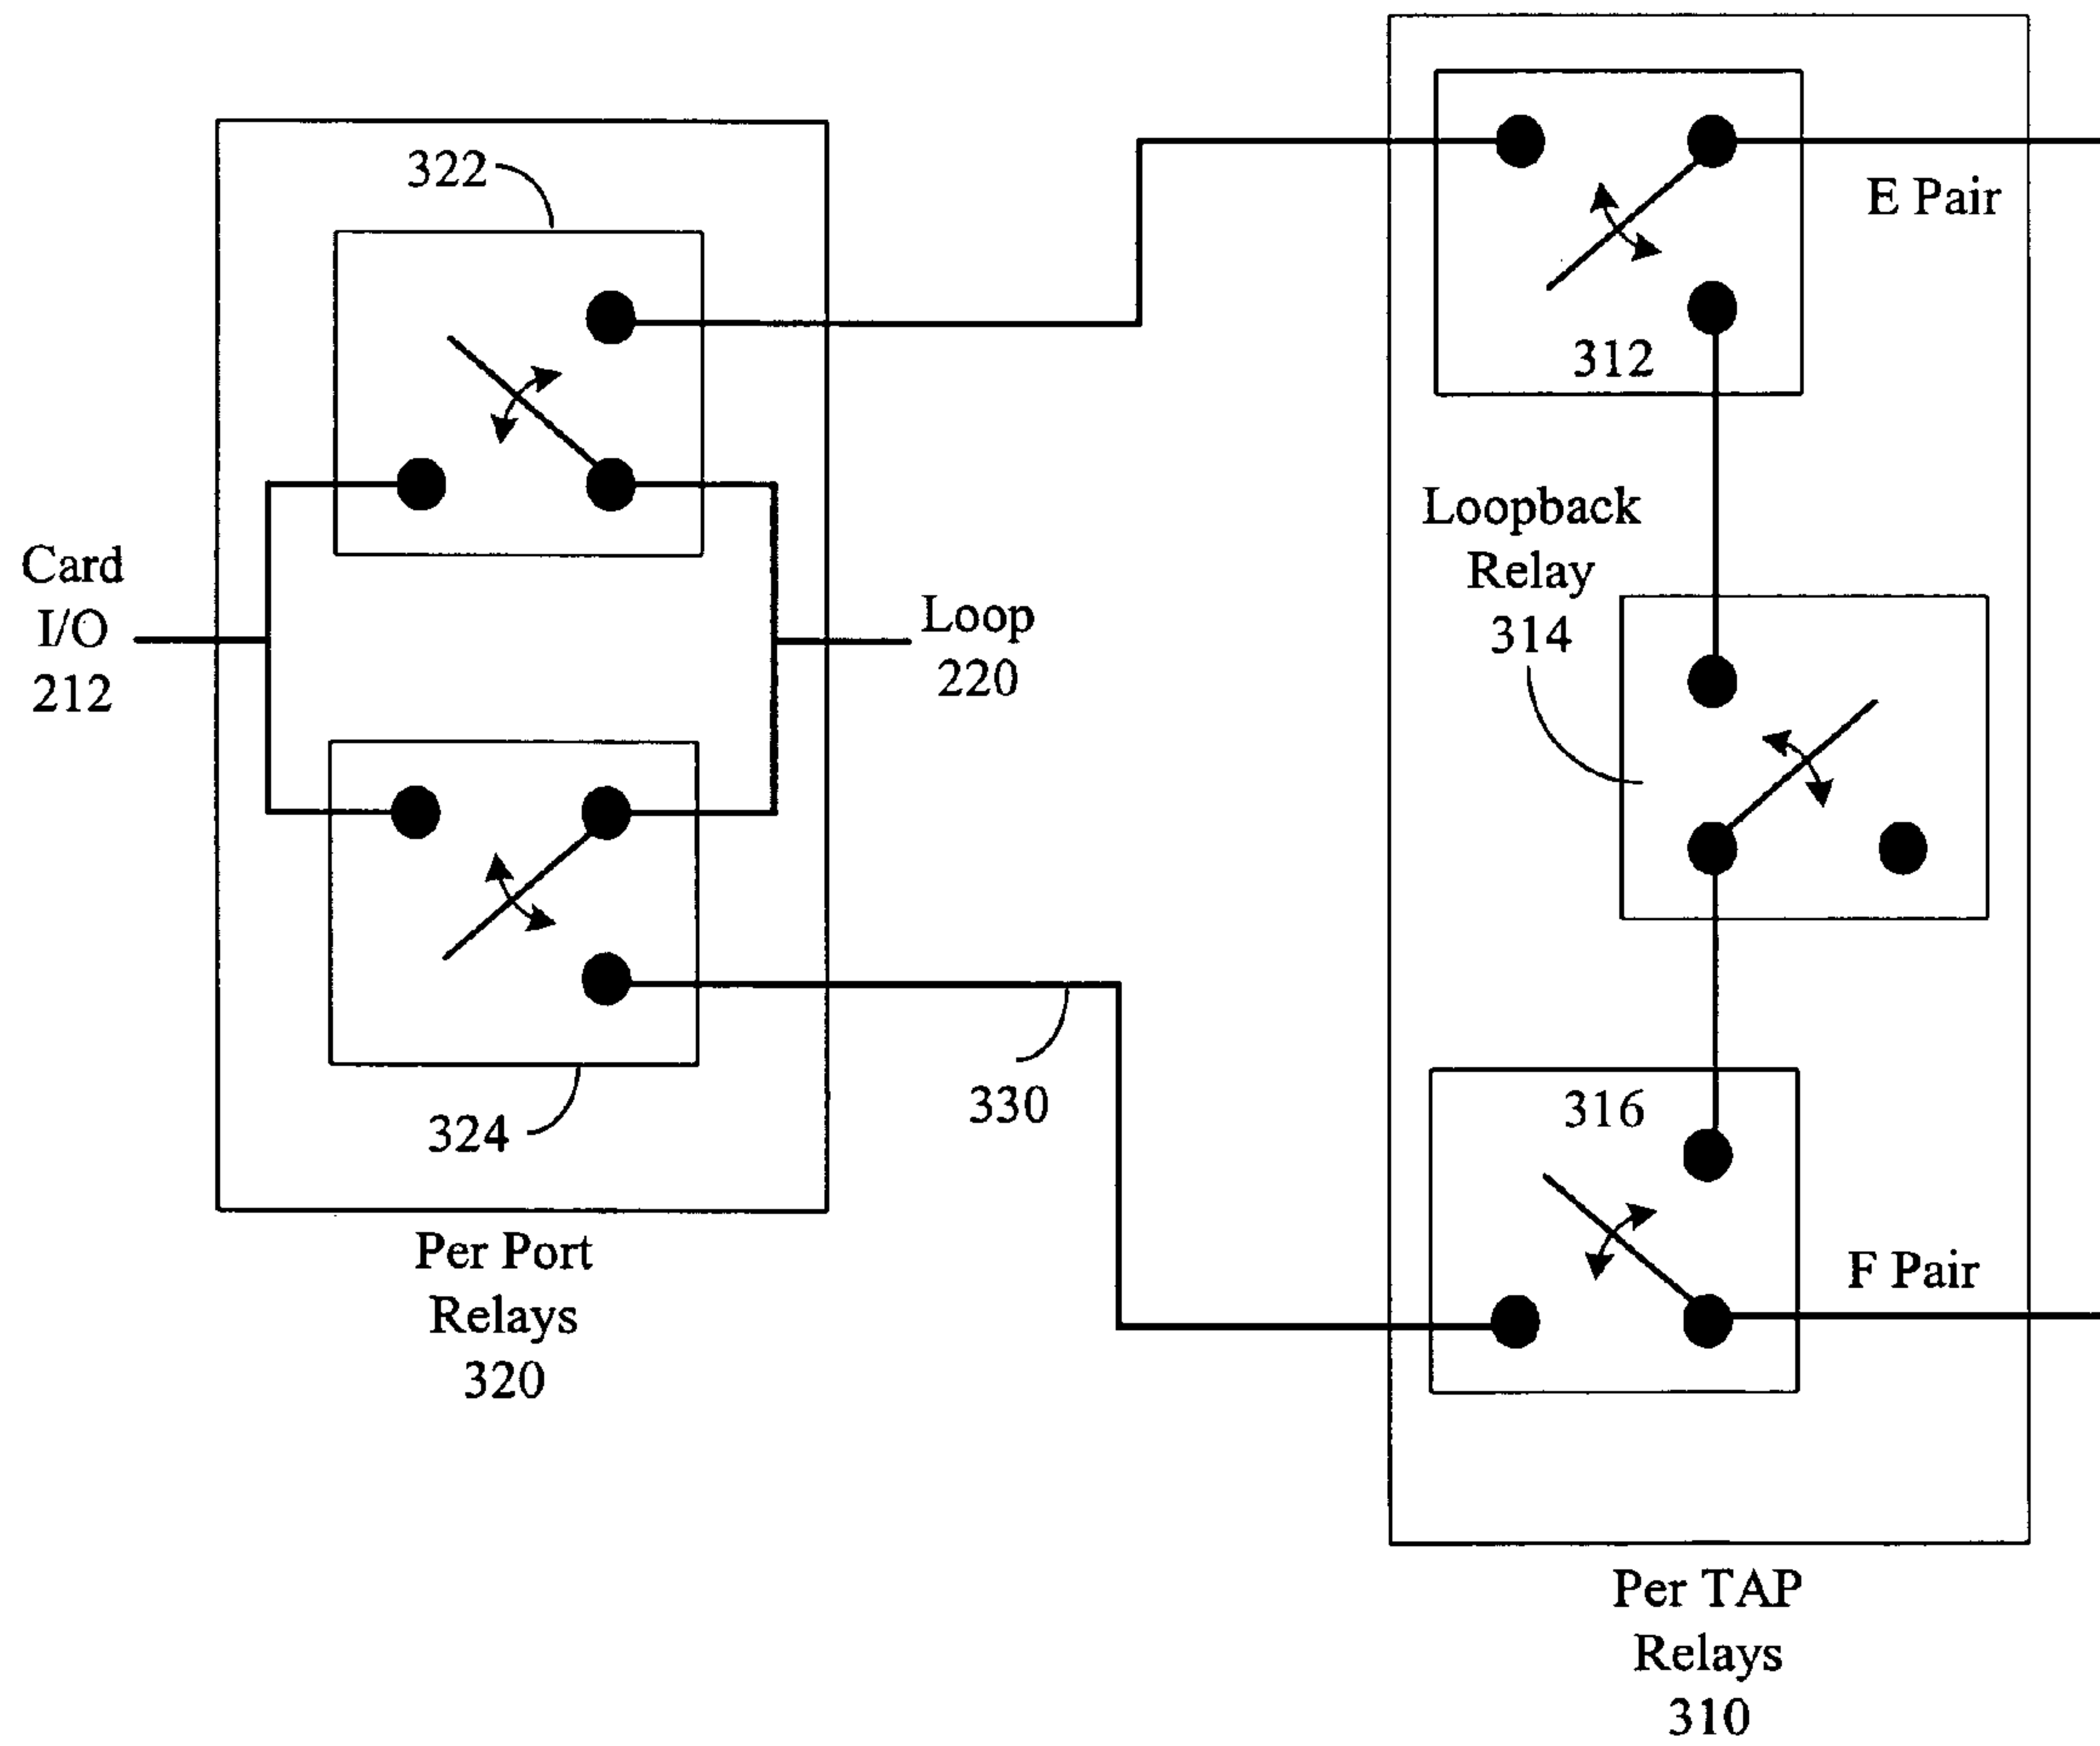 322
E Pair
312
Card
I/O
212
Loop
220
Loopback
Relay
314
324
330
316
F Pair
Per Port
Relays
320
Per TAP
Relays
310